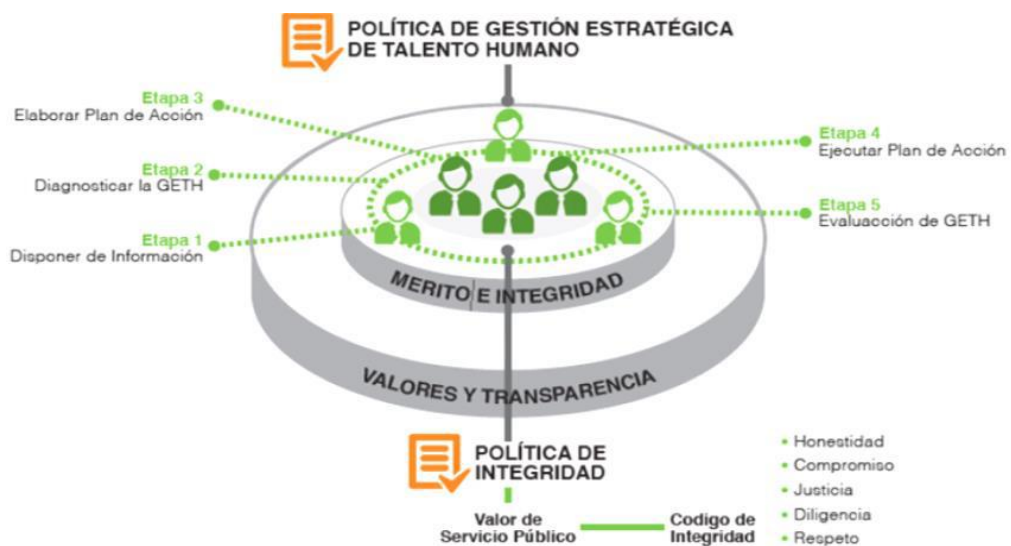 POLÍTICA DE GESTIÓN ESTRATÉGICA
DE TALENTO HUMANO
Etapa 3
Elaborar Plan de Acción
Etapa 2
Diagnosticar la GETH
Etapa 1
Disponer de Información
Etapa 4
Ejecutar Plan de Acción
Etapa 5
Evaluacción de GETH
MERITO E INTEGRIDAD
VALORES Y TRANSPARENCIA
POLÍTICA DE
INTEGRIDAD
Valor de
Servicio Público
Codigo de
Integridad
• Honestidad
• Compromiso
• Justicia
• Diligencia
• Respeto